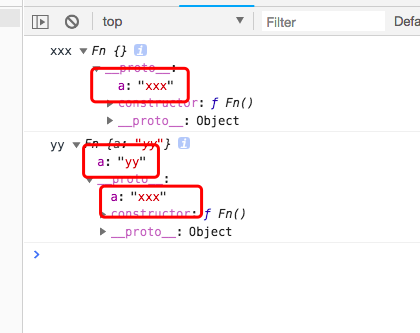 top ▼ Filter Defa
xxx ▼ Fn {} i
▼ __proto__:
a: "xxx"
▶ constructor: ƒ Fn()
▶ __proto__: Object
yy ▼ Fn {a: "yy"} i
a: "yy"
▼ __proto__:
a: "xxx"
▶ constructor: ƒ Fn()
▶ __proto__: Object
>